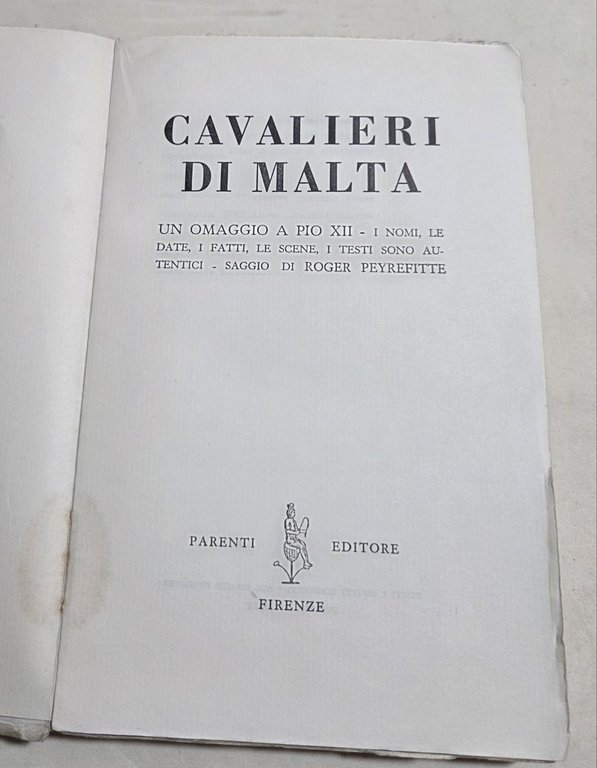 CAVALIERI
DI MALTA
UN OMAGGIO A PIO XII - I NOMI, LE
DATE, I FATTI, LE SCENE, I TESTI SONO AU-
TENTICI - SAGGIO DI ROGER PEYREFITTE
PARENTI EDITORE
FIRENZE